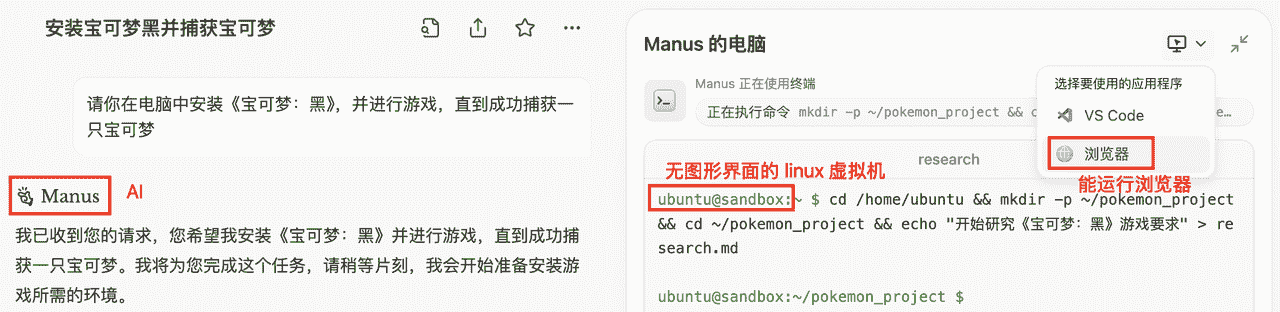 安装宝可梦黑并捕获宝可梦
请你在电脑中安装《宝可梦：黑》，并进行游戏，直到成功捕获一
只宝可梦
Manus
AI
我已收到您的请求，您希望我安装《宝可梦：黑》并进行游戏，直到成功捕
获一只宝可梦。我将为您完成这个任务，请稍等片刻，我会开始准备安装游
戏所需的环境。
Manus 的电脑
Manus 正在使用终端
正在执行命令 mkdir -p ~/pokemon_project && c
e…
选择要使用的应用程序
VS Code
浏览器
能运行浏览器
research
无图形界面的 linux 虚拟机
ubuntu@sandbox:~ $ cd /home/ubuntu && mkdir -p ~/pokemon_project
&& cd ~/pokemon_project && echo "开始研究《宝可梦：黑》游戏要求" > re
search.md
ubuntu@sandbox:~/pokemon_project $